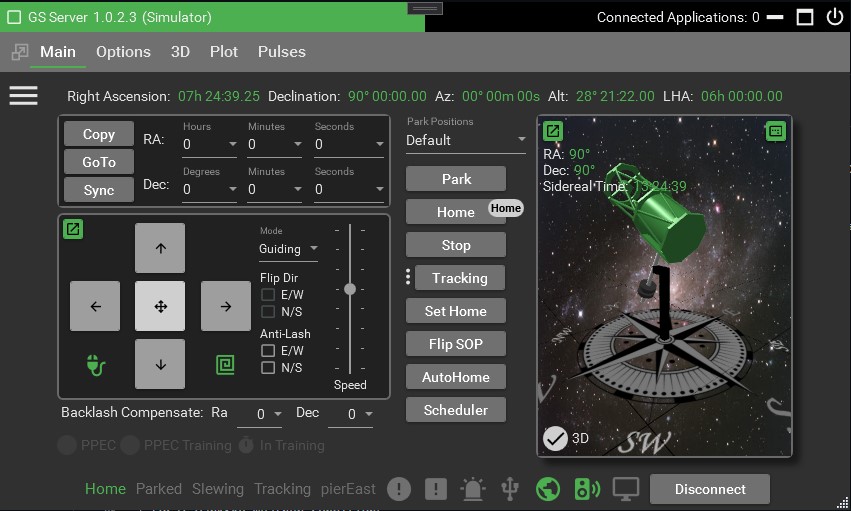 GS Server 1.0.2.3 (Simulator)
Connected Applications: 0
Main Options 3D Plot Pulses
Right Ascension: 07h 24:39.25 Declination: 90° 00:00.00 Az: 00° 00m 00s Alt: 28° 21:22.00 LHA: 06h 00:00.00
Copy
GoTo
Sync
RA:
Hours Minutes Seconds
0 0 0
Dec:
Degrees Minutes Seconds
0 0 0
Mode
Guiding
Flip Dir
E/W
N/S
Anti-Lash
E/W
N/S
Speed
Backlash Compensate: Ra 0 Dec 0
PPEC PPEC Training In Training
Park Positions
Default
Park
Home
Home
Stop
Tracking
Set Home
Flip SOP
AutoHome
Scheduler
RA: 90°
Dec: 90°
Sidereal Time: 13:24:39
SW
3D
Home Parked Slewing Tracking pierEast
Disconnect